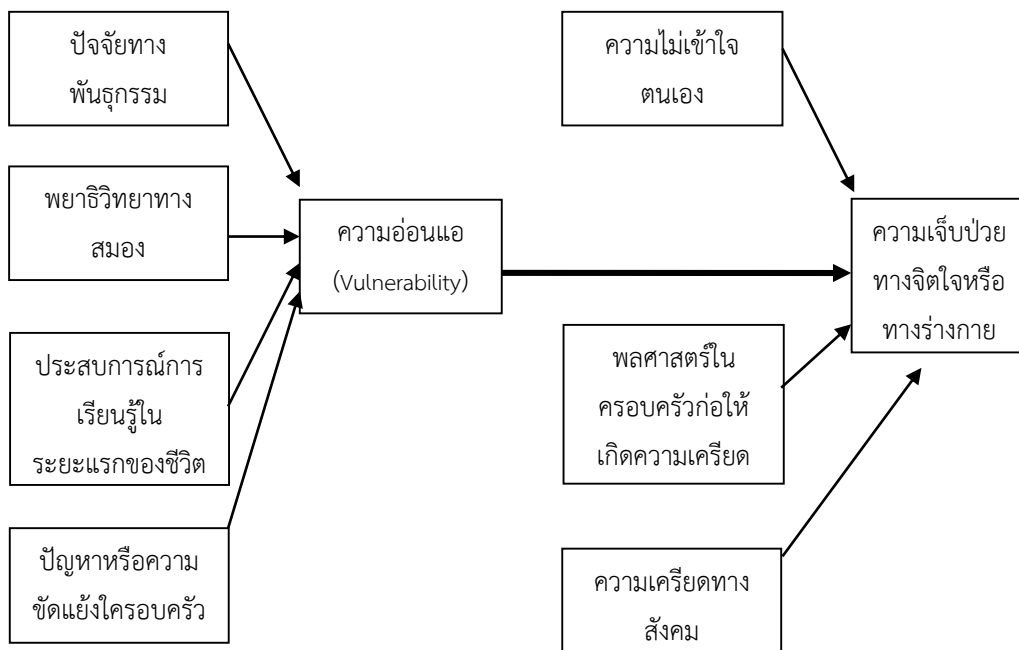 ปัจจัยทาง
พันธุกรรม
ความไม่เข้าใจ
ตนเอง
พยาธิวิทยาทาง
สมอง
ความอ่อนแอ
(Vulnerability)
ความเจ็บป่วย
ทางจิตใจหรือ
ทางร่างกาย
ประสบการณ์การ
เรียนรู้ใน
ระยะแรกของชีวิต
พลศาสตร์ใน
ครอบครัวก่อให้
เกิดความเครียด
ปัญหาหรือความ
ขัดแย้งใครอบครัว
ความเครียดทาง
สังคม